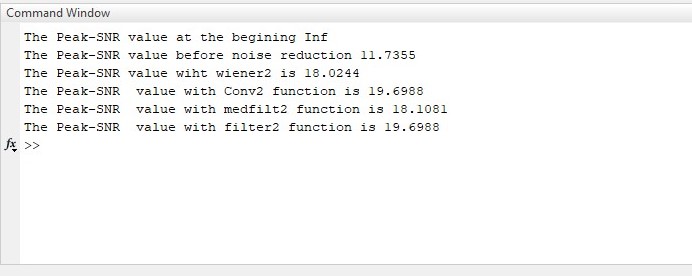 Command Window
The Peak-SNR value at the begining Inf
The Peak-SNR value before noise reduction 11.7355
The Peak-SNR value wiht wiener2 is 18.0244
The Peak-SNR  value with Conv2 function is 19.6988
The Peak-SNR  value with medfilt2 function is 18.1081
The Peak-SNR  value with filter2 function is 19.6988
fx >>